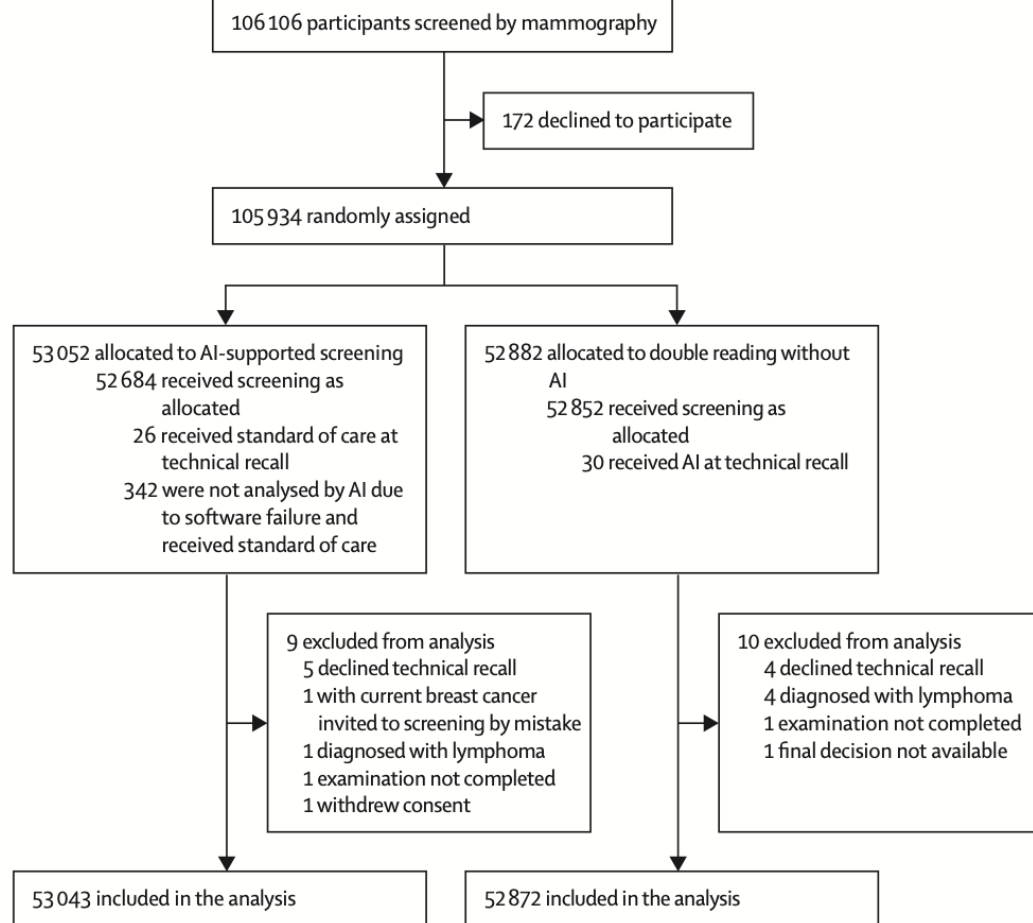 106 106 participants screened by mammography
172 declined to participate
105 934 randomly assigned
53 052 allocated to AI-supported screening
52 684 received screening as
allocated
26 received standard of care at
technical recall
342 were not analysed by AI due
to software failure and
received standard of care
52 882 allocated to double reading without
AI
52 852 received screening as
allocated
30 received AI at technical recall
9 excluded from analysis
5 declined technical recall
1 with current breast cancer
invited to screening by mistake
1 diagnosed with lymphoma
1 examination not completed
1 withdrew consent
10 excluded from analysis
4 declined technical recall
4 diagnosed with lymphoma
1 examination not completed
1 final decision not available
53 043 included in the analysis
52 872 included in the analysis